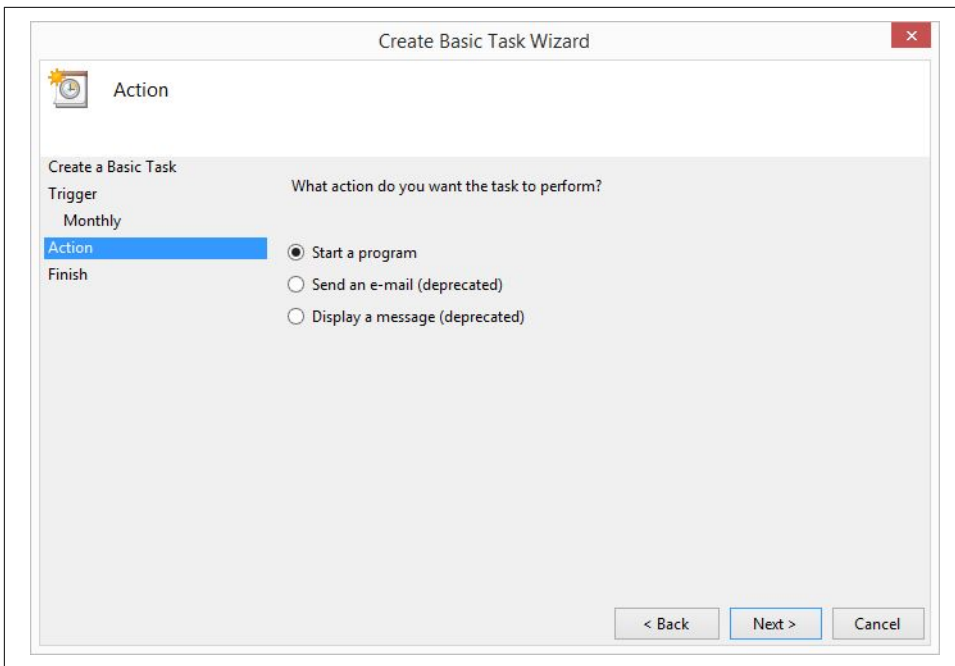 Create Basic Task Wizard
Action
Create a Basic Task
Trigger
Monthly
Action
Finish
What action do you want the task to perform?
Start a program
Send an e-mail (deprecated)
Display a message (deprecated)
< Back
Next >
Cancel